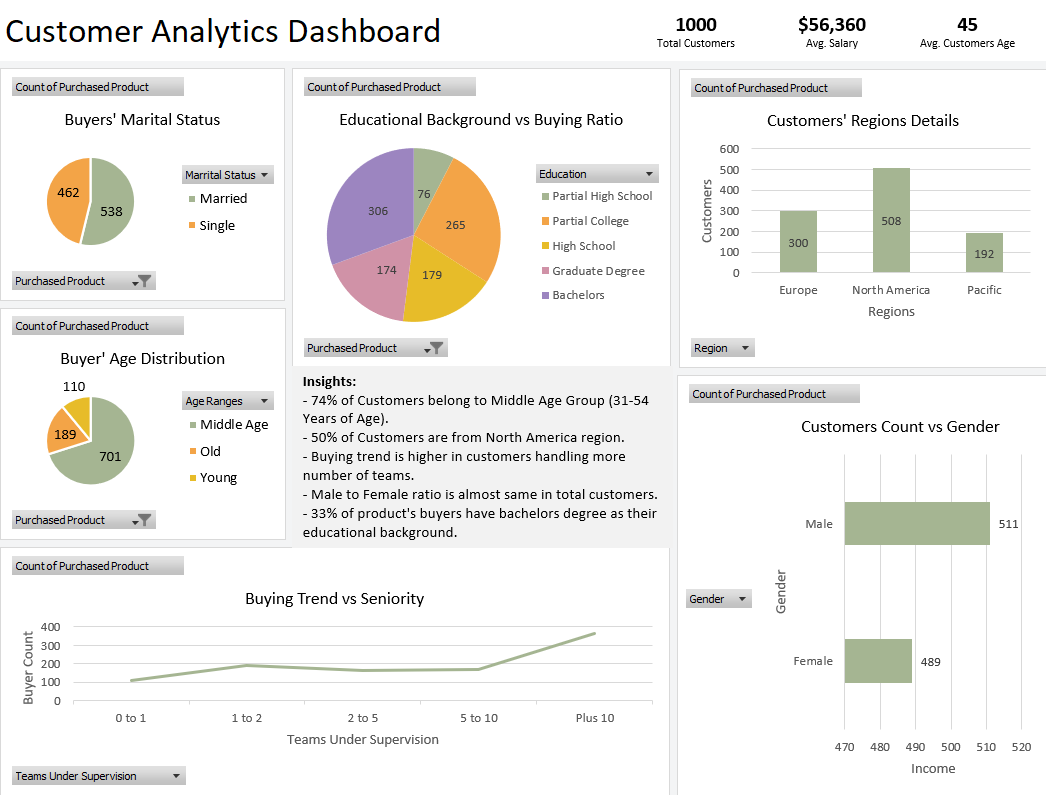 Customer Analytics Dashboard
1000
Total Customers
$56,360
Avg. Salary
45
Avg. Customers Age
Count of Purchased Product
Buyers' Marital Status
462
538
Marrital Status
Married
Single
Purchased Product
Count of Purchased Product
Educational Background vs Buying Ratio
76
265
179
174
306
Education
Partial High School
Partial College
High School
Graduate Degree
Bachelors
Purchased Product
Count of Purchased Product
Customers' Regions Details
Customers
600
500
400
300
200
100
0
300
508
192
Europe
North America
Pacific
Regions
Region
Count of Purchased Product
Buyer' Age Distribution
110
189
701
Age Ranges
Middle Age
Old
Young
Purchased Product
Insights:
- 74% of Customers belong to Middle Age Group (31-54
Years of Age).
- 50% of Customers are from North America region.
- Buying trend is higher in customers handling more
number of teams.
- Male to Female ratio is almost same in total customers.
- 33% of product's buyers have bachelors degree as their
educational background.
Count of Purchased Product
Customers Count vs Gender
Gender
Gender
Male
511
Female
489
470 480 490 500 510 520
Income
Count of Purchased Product
Buying Trend vs Seniority
Buyer Count
400
300
200
100
0
0 to 1
1 to 2
2 to 5
5 to 10
Plus 10
Teams Under Supervision
Teams Under Supervision